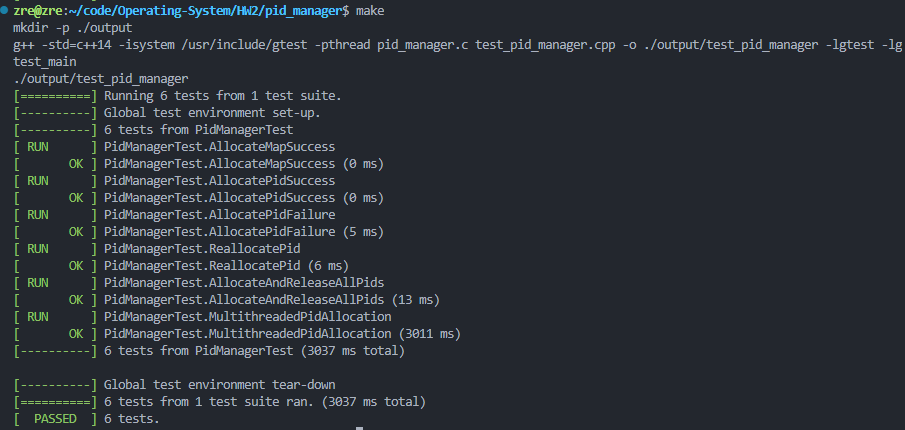 zre@zre:~/code/Operating-System/HW2/pid_manager$ make
mkdir -p ./output
g++ -std=c++14 -isystem /usr/include/gtest -pthread pid_manager.c test_pid_manager.cpp -o ./output/test_pid_manager -lgtest -lg
test_main
./output/test_pid_manager
[==========] Running 6 tests from 1 test suite.
[----------] Global test environment set-up.
[----------] 6 tests from PidManagerTest
[ RUN      ] PidManagerTest.AllocateMapSuccess
[       OK ] PidManagerTest.AllocateMapSuccess (0 ms)
[ RUN      ] PidManagerTest.AllocatePidSuccess
[       OK ] PidManagerTest.AllocatePidSuccess (0 ms)
[ RUN      ] PidManagerTest.AllocatePidFailure
[       OK ] PidManagerTest.AllocatePidFailure (5 ms)
[ RUN      ] PidManagerTest.ReallocatePid
[       OK ] PidManagerTest.ReallocatePid (6 ms)
[ RUN      ] PidManagerTest.AllocateAndReleaseAllPids
[       OK ] PidManagerTest.AllocateAndReleaseAllPids (13 ms)
[ RUN      ] PidManagerTest.MultithreadedPidAllocation
[       OK ] PidManagerTest.MultithreadedPidAllocation (3011 ms)
[----------] 6 tests from PidManagerTest (3037 ms total)

[----------] Global test environment tear-down
[==========] 6 tests from 1 test suite ran. (3037 ms total)
[  PASSED  ] 6 tests.